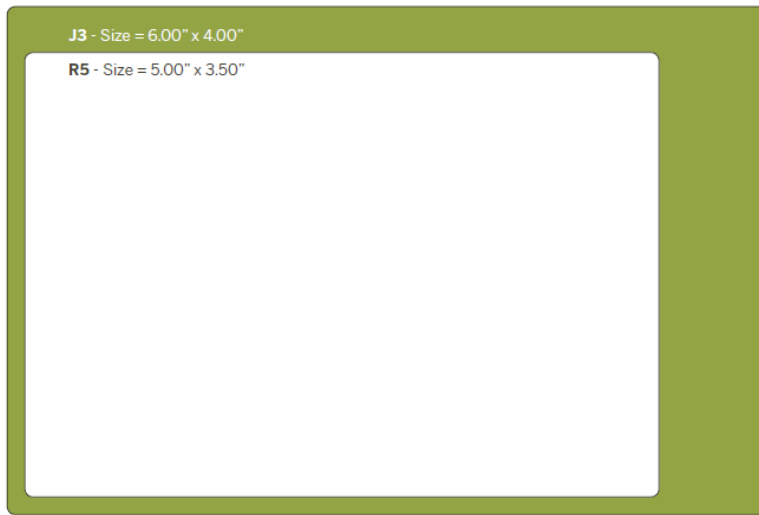 J3 - Size = 6.00” x 4.00”
R5 - Size = 5.00” x 3.50”